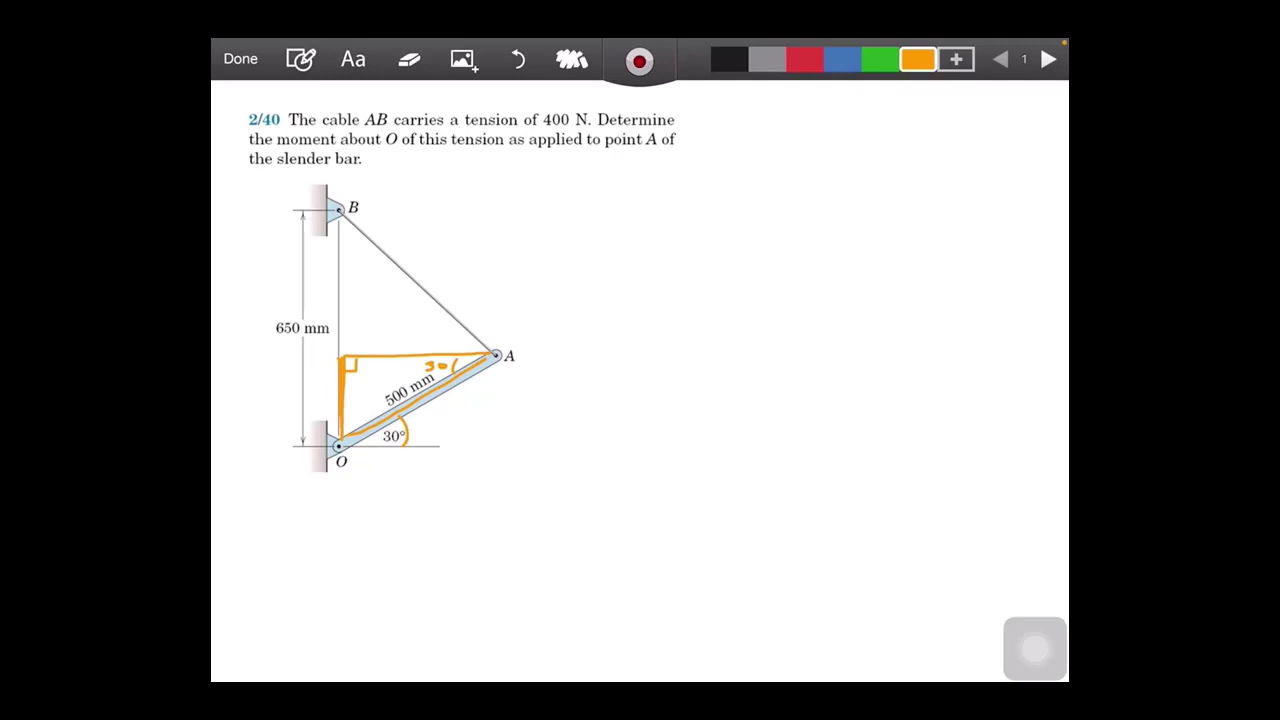 Done Aa 1
2/40 The cable AB carries a tension of 400 N. Determine
the moment about O of this tension as applied to point A of
the slender bar.
B
650 mm
A
30
500 mm
30°
O